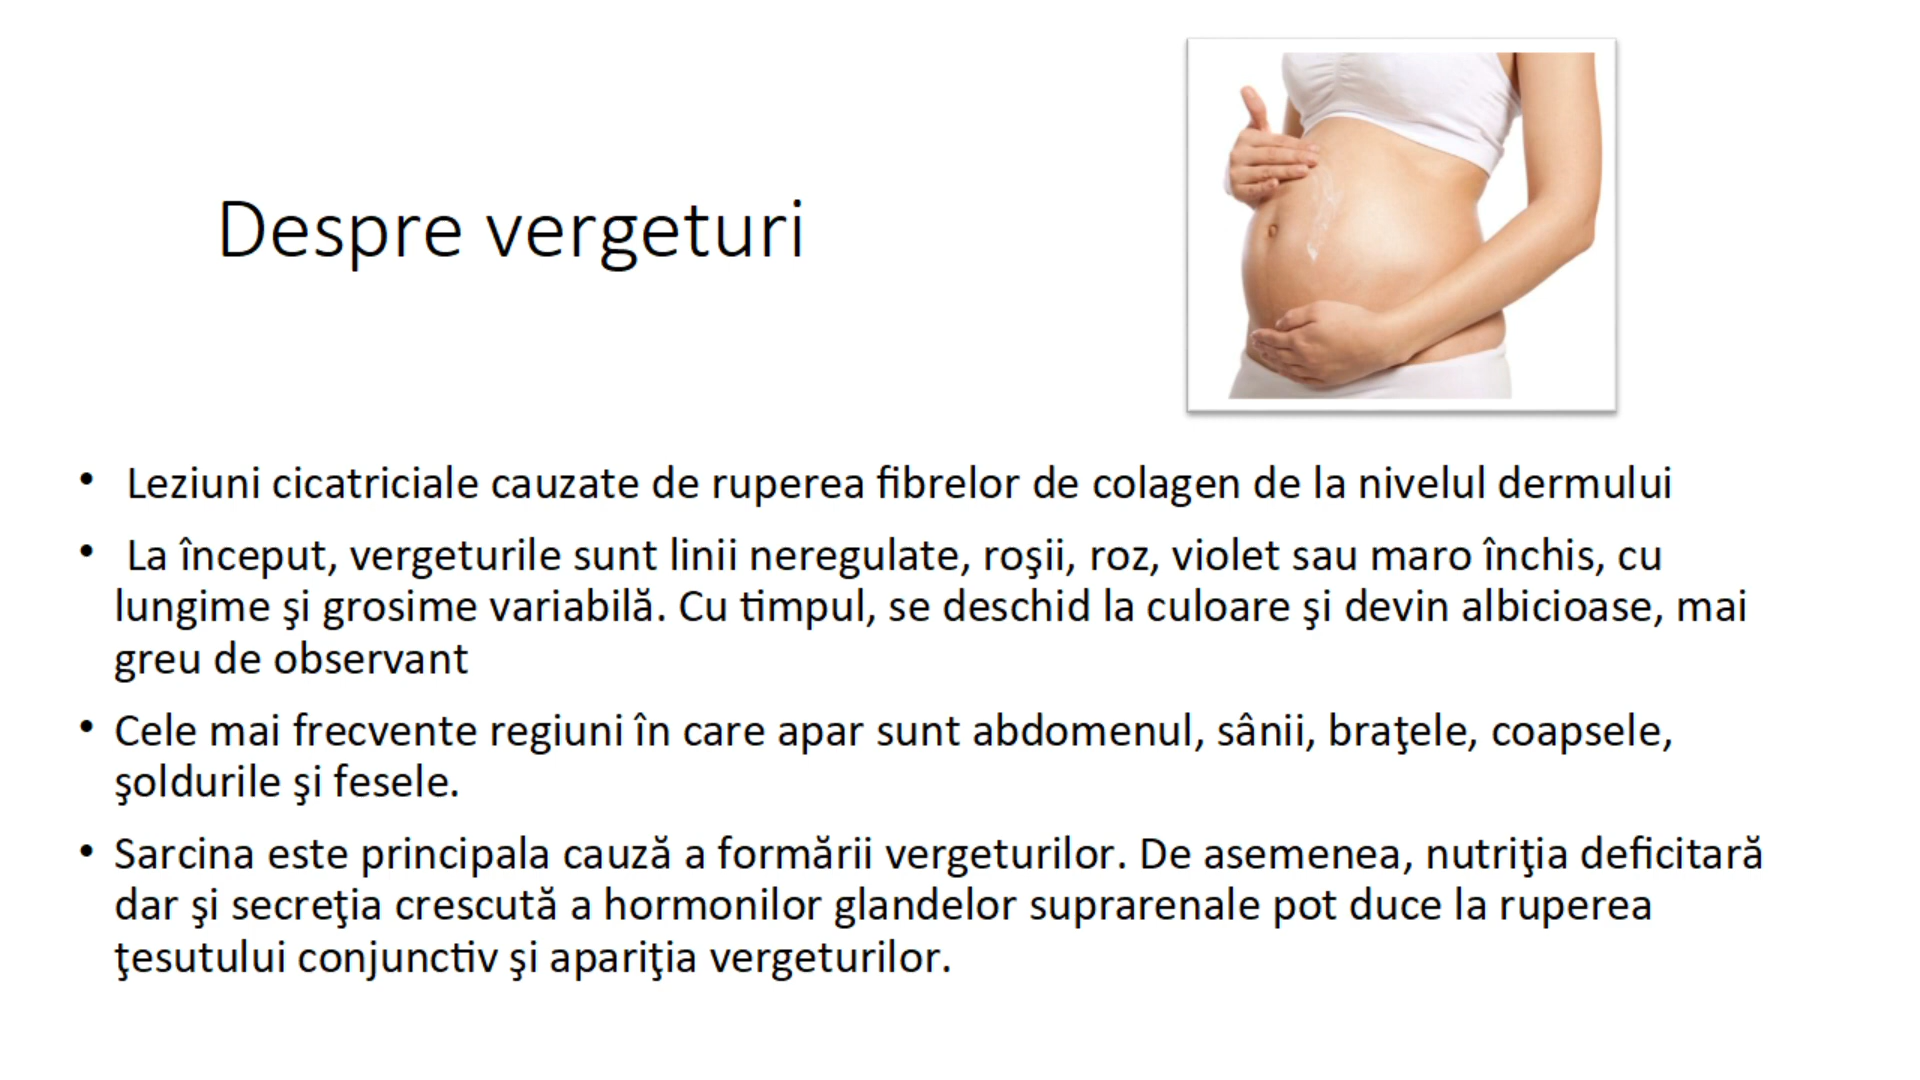 Despre vergeturi
• Leziuni cicatriciale cauzate de ruperea fibrelor de colagen de la nivelul dermului
• La început, vergeturile sunt linii neregulate, roşii, roz, violet sau maro închis, cu
lungime şi grosime variabilă. Cu timpul, se deschid la culoare şi devin albicioase, mai
greu de observant
• Cele mai frecvente regiuni în care apar sunt abdomenul, sânii, braţele, coapsele,
şoldurile şi fesele.
• Sarcina este principala cauză a formării vergeturilor. De asemenea, nutriţia deficitară
dar şi secreţia crescută a hormonilor glandelor suprarenale pot duce la ruperea
ţesutului conjunctiv şi apariţia vergeturilor.